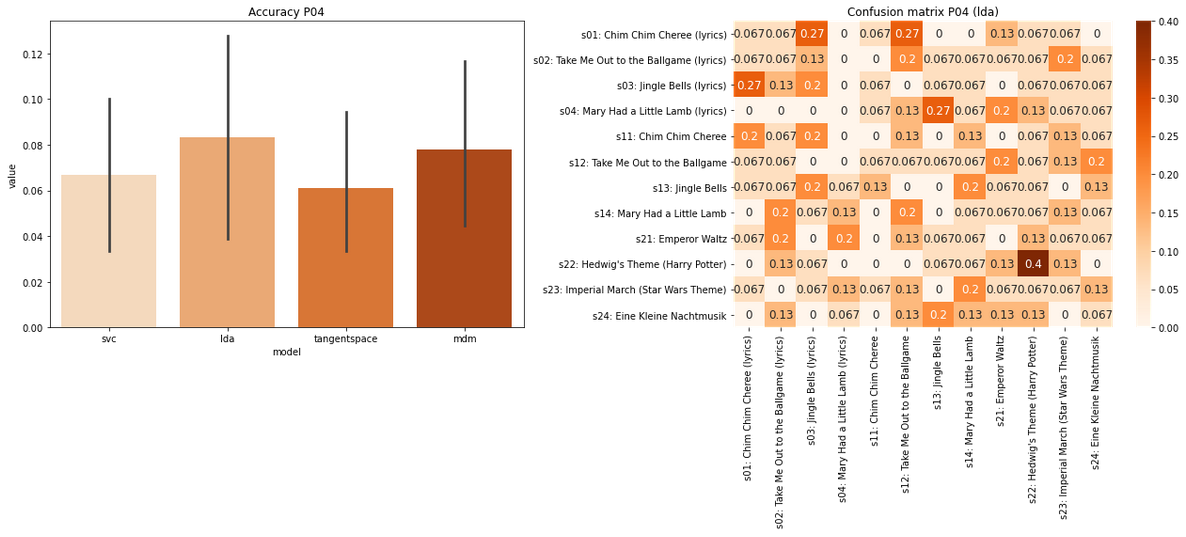 Accuracy P04
value
0.12
0.10
0.08
0.06
0.04
0.02
0.00
svc lda tangentspace mdm
model
Confusion matrix P04 (lda)
s01: Chim Chim Cheree (lyrics) 0.067 0.067 0.27 0 0.067 0.27 0 0 0.13 0.067 0.067 0
s02: Take Me Out to the Ballgame (lyrics) 0.067 0.067 0.13 0 0 0.2 0.067 0.067 0.067 0.067 0.2 0.067
s03: Jingle Bells (lyrics) 0.27 0.13 0.2 0 0.067 0 0 0.067 0.067 0.067 0.067 0.067
s04: Mary Had a Little Lamb (lyrics) 0 0 0 0 0.067 0.13 0.27 0.067 0.2 0.13 0.067 0.067
s11: Chim Chim Cheree 0.2 0.067 0.2 0 0 0.13 0 0.13 0 0.067 0.13 0.067
s12: Take Me Out to the Ballgame 0.067 0.067 0 0 0.067 0.067 0.067 0.067 0.2 0.067 0.13 0.2
s13: Jingle Bells 0.067 0.067 0.2 0.067 0.13 0 0 0.2 0.067 0.067 0 0.13
s14: Mary Had a Little Lamb 0 0.2 0.067 0.13 0 0.2 0 0.067 0.067 0.067 0.13 0.067
s21: Emperor Waltz 0.067 0.2 0 0.2 0 0.13 0.067 0.067 0 0.13 0.067 0.067
s22: Hedwig's Theme (Harry Potter) 0 0.13 0.067 0 0 0 0.067 0.067 0.13 0.4 0.13 0
s23: Imperial March (Star Wars Theme) 0.067 0 0.067 0.13 0.067 0.13 0 0.2 0.067 0.067 0.067 0.13
s24: Eine Kleine Nachtmusik 0 0.13 0 0.067 0 0.13 0.2 0.13 0.13 0.13 0 0.067
s01: Chim Chim Cheree (lyrics)
s02: Take Me Out to the Ballgame (lyrics)
s03: Jingle Bells (lyrics)
s04: Mary Had a Little Lamb (lyrics)
s11: Chim Chim Cheree
s12: Take Me Out to the Ballgame
s13: Jingle Bells
s14: Mary Had a Little Lamb
s21: Emperor Waltz
s22: Hedwig's Theme (Harry Potter)
s23: Imperial March (Star Wars Theme)
s24: Eine Kleine Nachtmusik
0.40
0.35
0.30
0.25
0.20
0.15
0.10
0.05
0.00